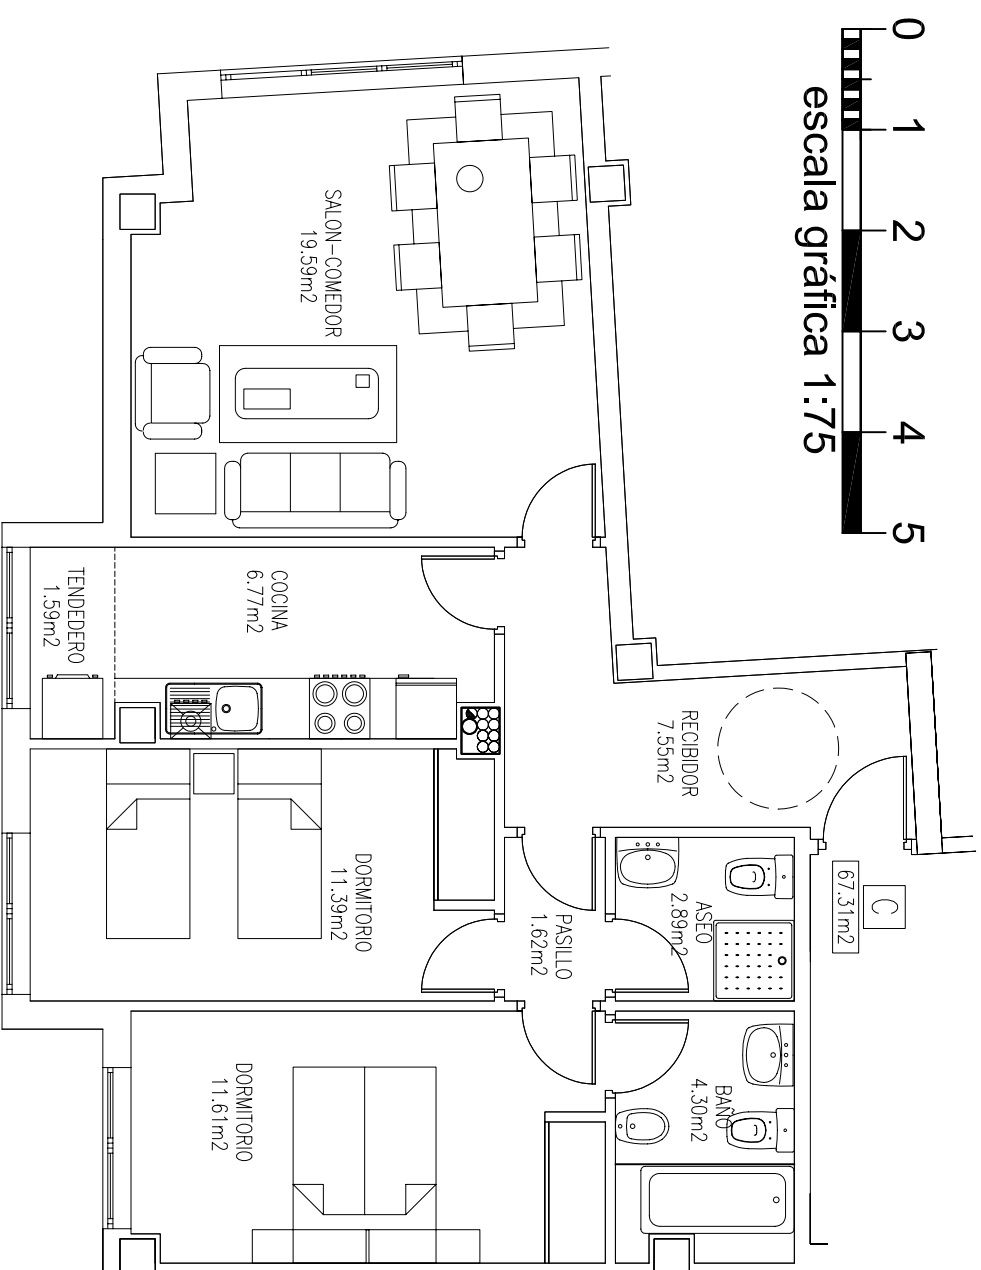 0 1 2 3 4 5
escala gráfica 1:75
C
67.31m2
RECIBIDOR
7.55m2
ASEO
2.89m2
BAÑO
4.30m2
PASILLO
1.62m2
SALON-COMEDOR
19.59m2
DORMITORIO
11.39m2
COCINA
6.77m2
DORMITORIO
11.61m2
TENDEDERO
1.59m2